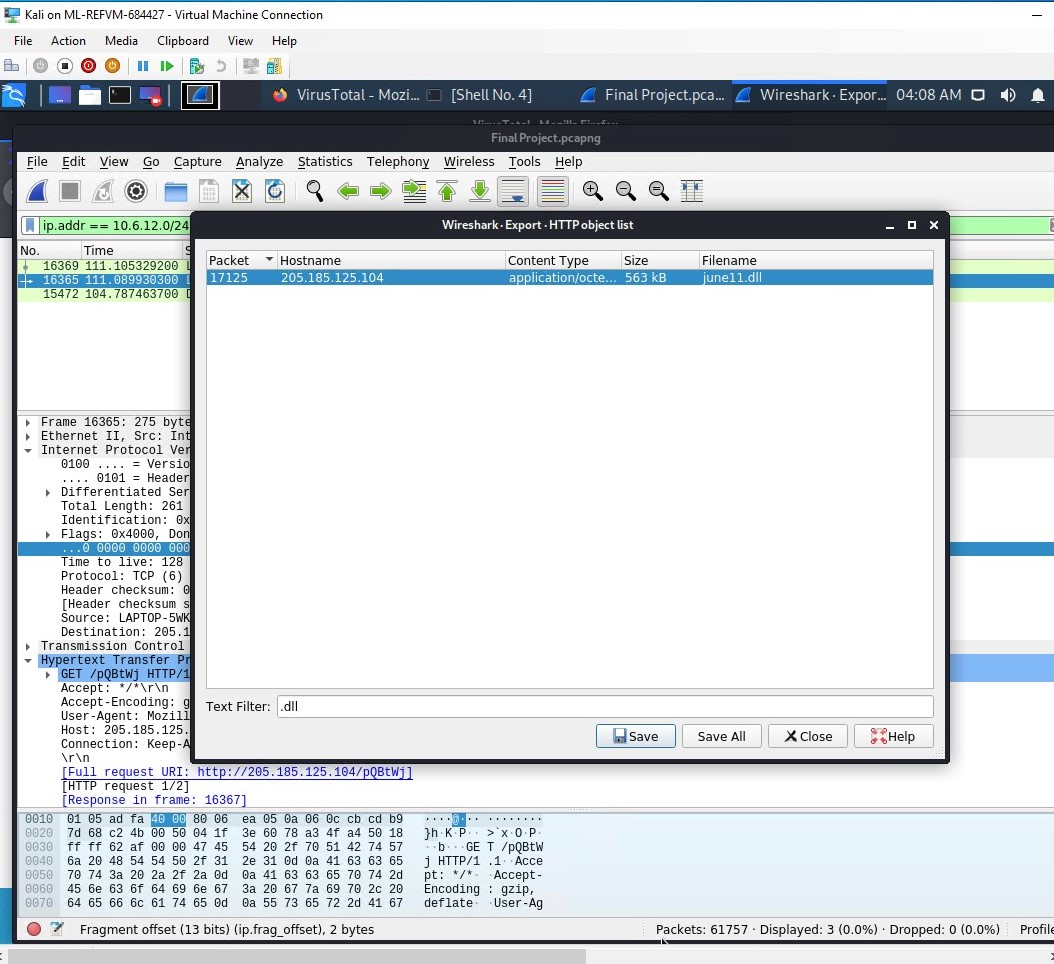 Kali on ML-REFVM-684427 - Virtual Machine Connection
File Action Media Clipboard View Help
VirusTotal - Mozi... [Shell No. 4] Final Project.pca... Wireshark · Expor... 04:08 AM
VirusTotal - Mozilla Firefox
Final Project.pcapng
File Edit View Go Capture Analyze Statistics Telephony Wireless Tools Help
ip.addr == 10.6.12.0/24
Wireshark · Export · HTTP object list
No. Time S
16369 111.105329200 L
16365 111.089930300 L
15472 104.787463700 D
Packet Hostname Content Type Size Filename
17125 205.185.125.104 application/octe... 563 kB june11.dll
Frame 16365: 275 byte
Ethernet II, Src: Int
Internet Protocol Ver
0100 .... = Versio
.... 0101 = Header
Differentiated Ser
Total Length: 261
Identification: 0x
Flags: 0x4000, Don
...0 0000 0000 000
Time to live: 128
Protocol: TCP (6)
Header checksum: 0
[Header checksum s
Source: LAPTOP-5WK
Destination: 205.1
Transmission Control
Hypertext Transfer Pr
GET /pQBtWj HTTP/1
Accept: */*\r\n
Accept-Encoding: g
User-Agent: Mozill
Host: 205.185.125.
Connection: Keep-A
\r\n
[Full request URI: http://205.185.125.104/pQBtWj]
[HTTP request 1/2]
[Response in frame: 16367]
Text Filter: .dll
Save Save All Close Help
0010 01 05 ad fa 40 00 80 06 ea 05 0a 06 0c cb cd b9 ····@··· ········
0020 7d 68 c2 4b 00 50 04 1f 3e 60 78 a3 4f a4 50 18 }h·K·P·· >`x·O·P·
0030 ff ff 62 af 00 00 47 45 54 20 2f 70 51 42 74 57 ··b···GE T /pQBtW
0040 6a 20 48 54 54 50 2f 31 2e 31 0d 0a 41 63 63 65 j HTTP/1 .1··Acce
0050 70 74 3a 20 2a 2f 2a 0d 0a 41 63 63 65 70 74 2d pt: */*· ·Accept-
0060 45 6e 63 6f 64 69 6e 67 3a 20 67 7a 69 70 2c 20 Encoding : gzip,
0070 64 65 66 6c 61 74 65 0d 0a 55 73 65 72 2d 41 67 deflate· ·User-Ag
Fragment offset (13 bits) (ip.frag_offset), 2 bytes Packets: 61757 · Displayed: 3 (0.0%) · Dropped: 0 (0.0%) Profile